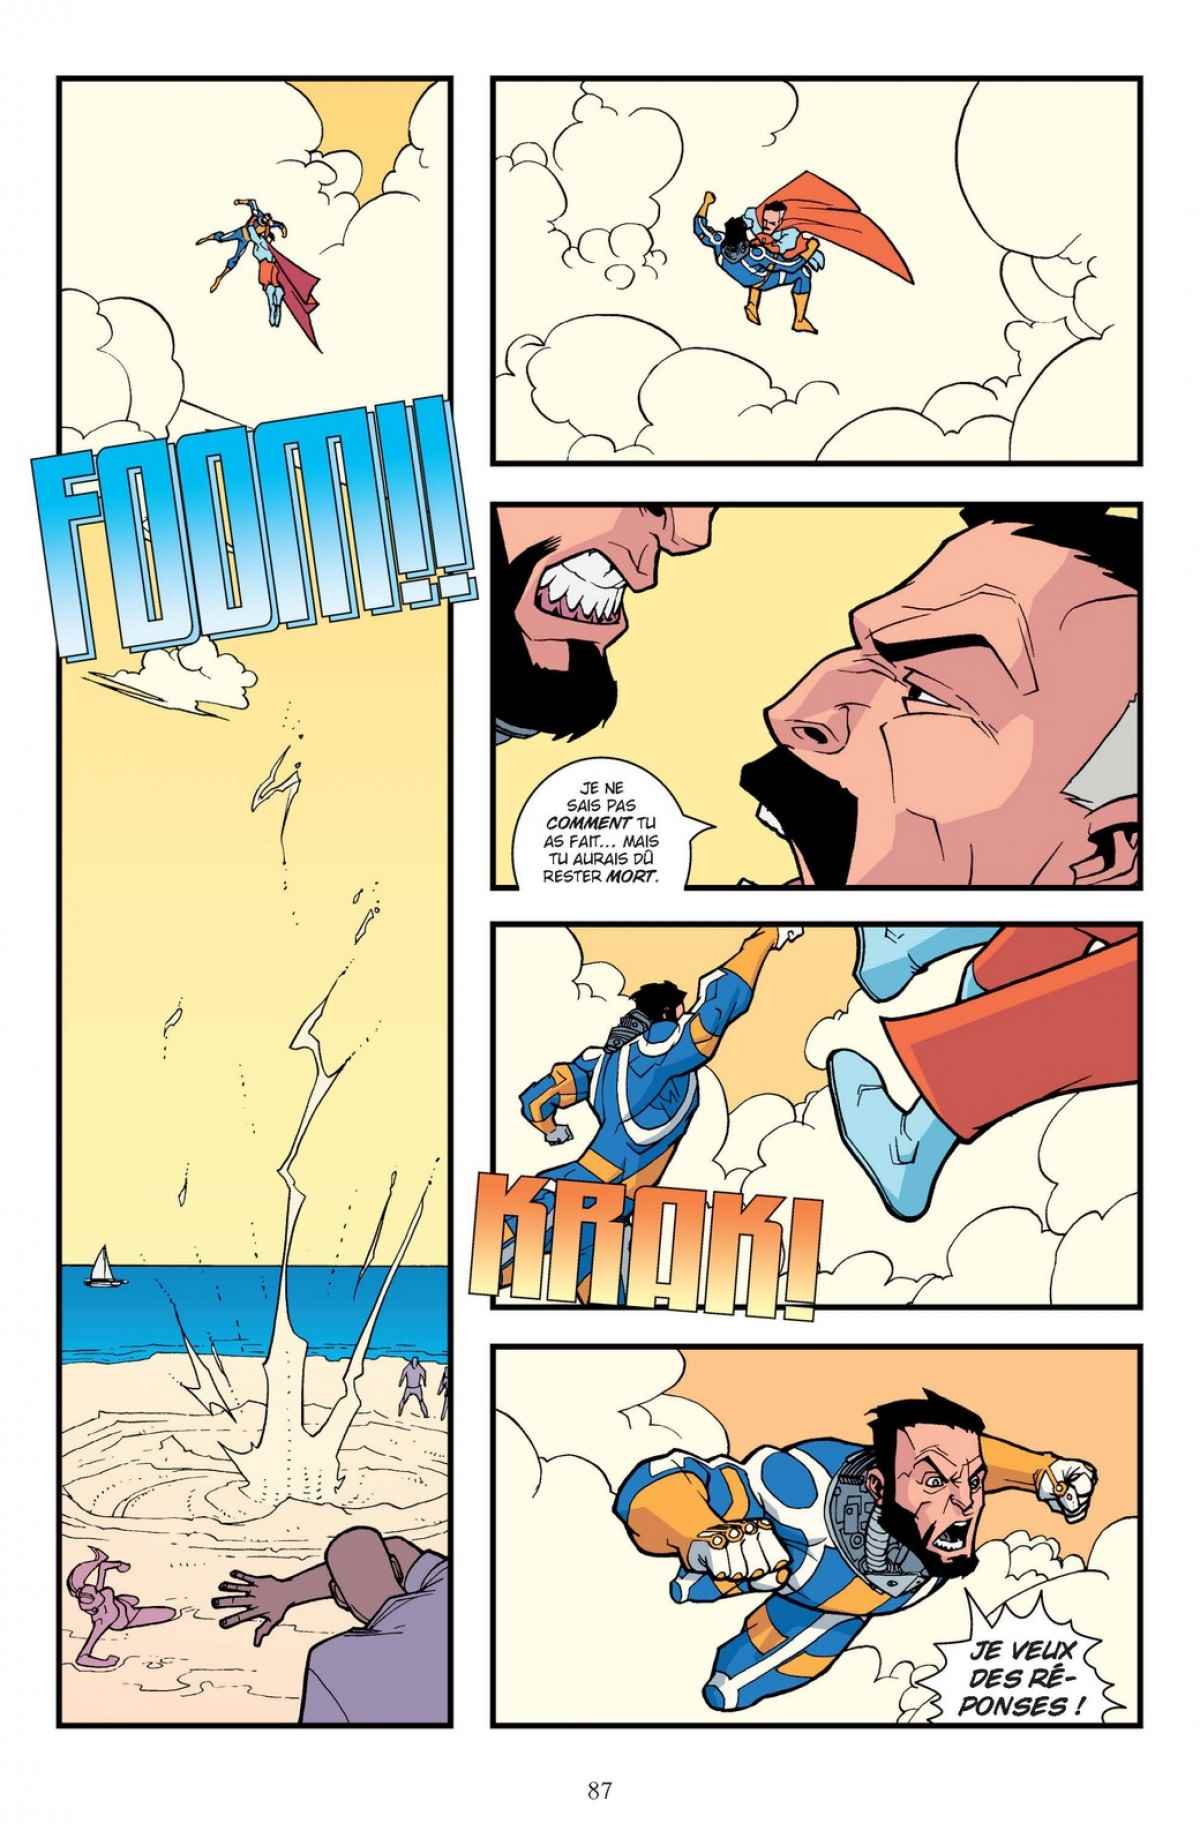 FOOM!!
JE NE
SAIS PAS
COMMENT TU
AS FAIT... MAIS
TU AURAIS DÛ
RESTER MORT.
KRAK!
JE VEUX
DES RÉ-
PONSES !
87